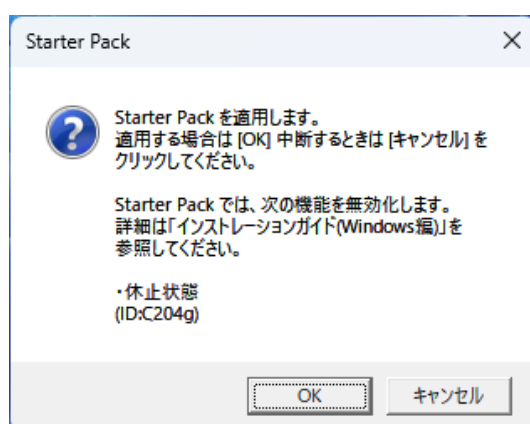 Starter Pack
Starter Pack を適用します。
適用する場合は [OK] 中断するときは [キャンセル] を
クリックしてください。
Starter Pack では、次の機能を無効化します。
詳細は「インストレーションガイド(Windows編)」を
参照してください。
・休止状態
(ID:C204g)
OK
キャンセル